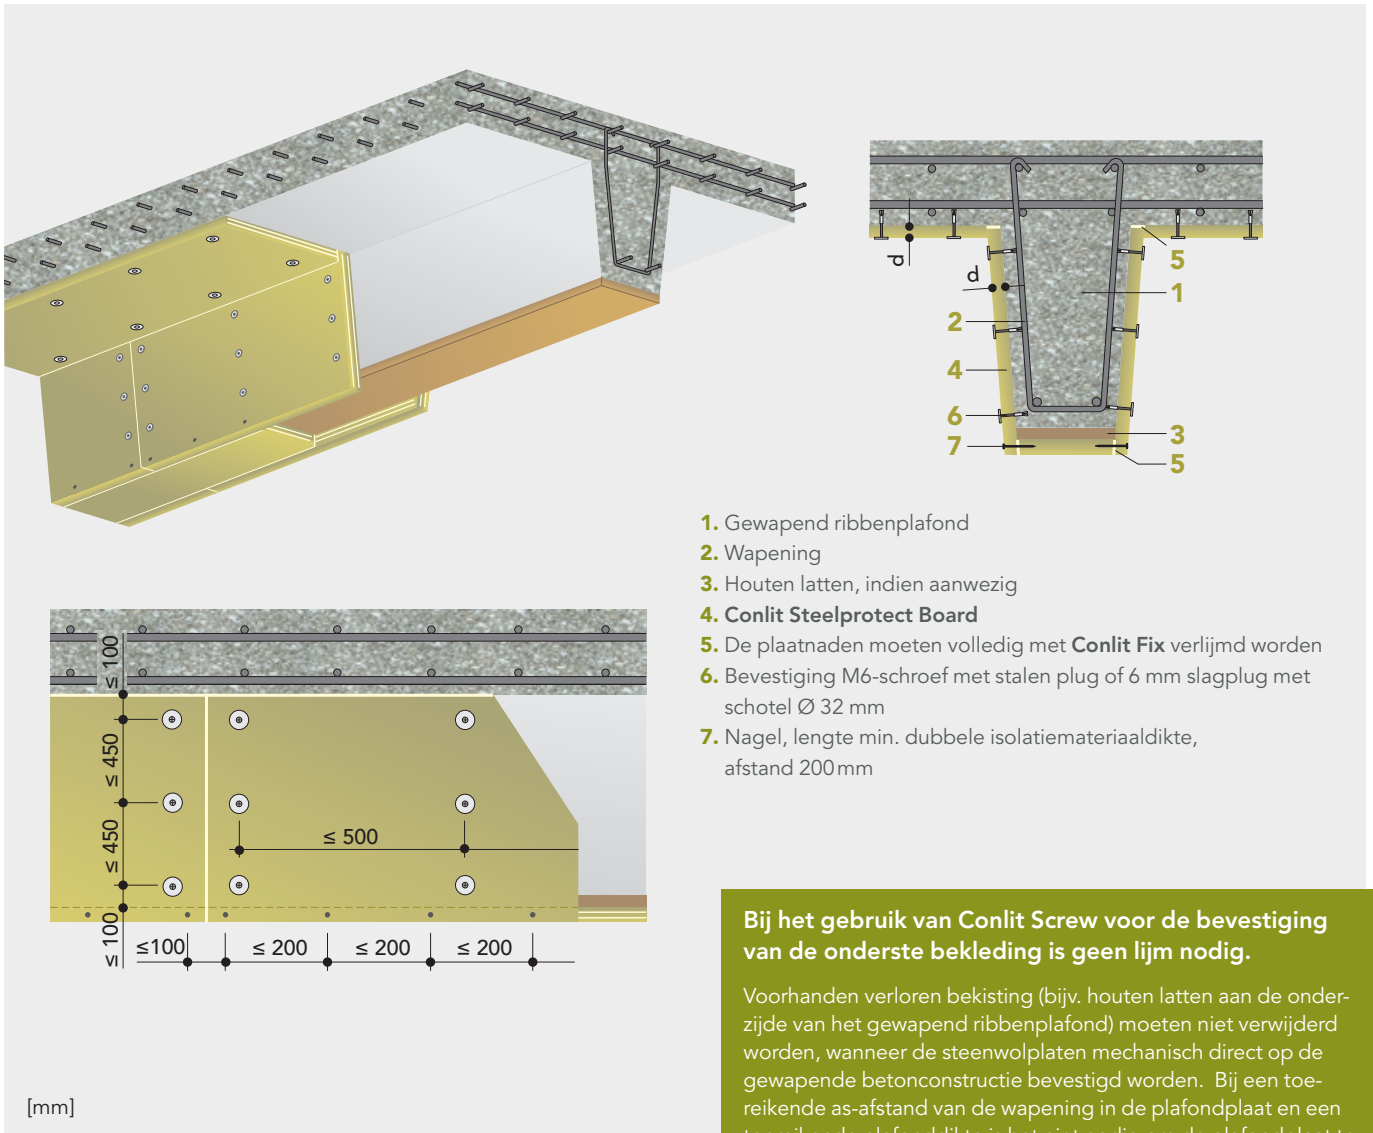 d
d
5
1
2
4
6
7
3
5
1. Gewapend ribbenplafond
2. Wapening
3. Houten latten, indien aanwezig
4. Conlit Steelprotect Board
5. De plaatnaden moeten volledig met Conlit Fix verlijmd worden
6. Bevestiging M6-schroef met stalen plug of 6 mm slagplug met
schotel Ø 32 mm
7. Nagel, lengte min. dubbele isolatiemateriaaldikte,
afstand 200 mm
≤ 100
≤ 450
≤ 450
≤ 100
≤ 500
≤100
≤ 200
≤ 200
≤ 200
[mm]
Bij het gebruik van Conlit Screw voor de bevestiging
van de onderste bekleding is geen lijm nodig.
Voorhanden verloren bekisting (bijv. houten latten aan de onder-
zijde van het gewapend ribbenplafond) moeten niet verwijderd
worden, wanneer de steenwolplaten mechanisch direct op de
gewapende betonconstructie bevestigd worden. Bij een toe-
reikende as-afstand van de wapening in de plafondplaat en een